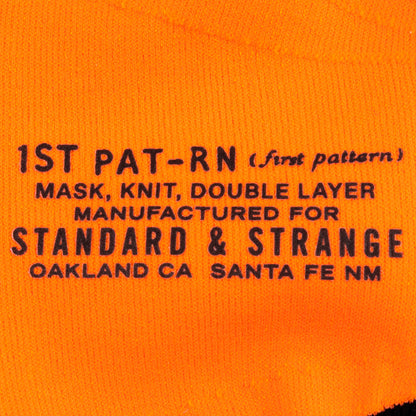 1ST PAT-RN (first pattern)
MASK, KNIT, DOUBLE LAYER
MANUFACTURED FOR
STANDARD & STRANGE
OAKLAND CA SANTA FE NM